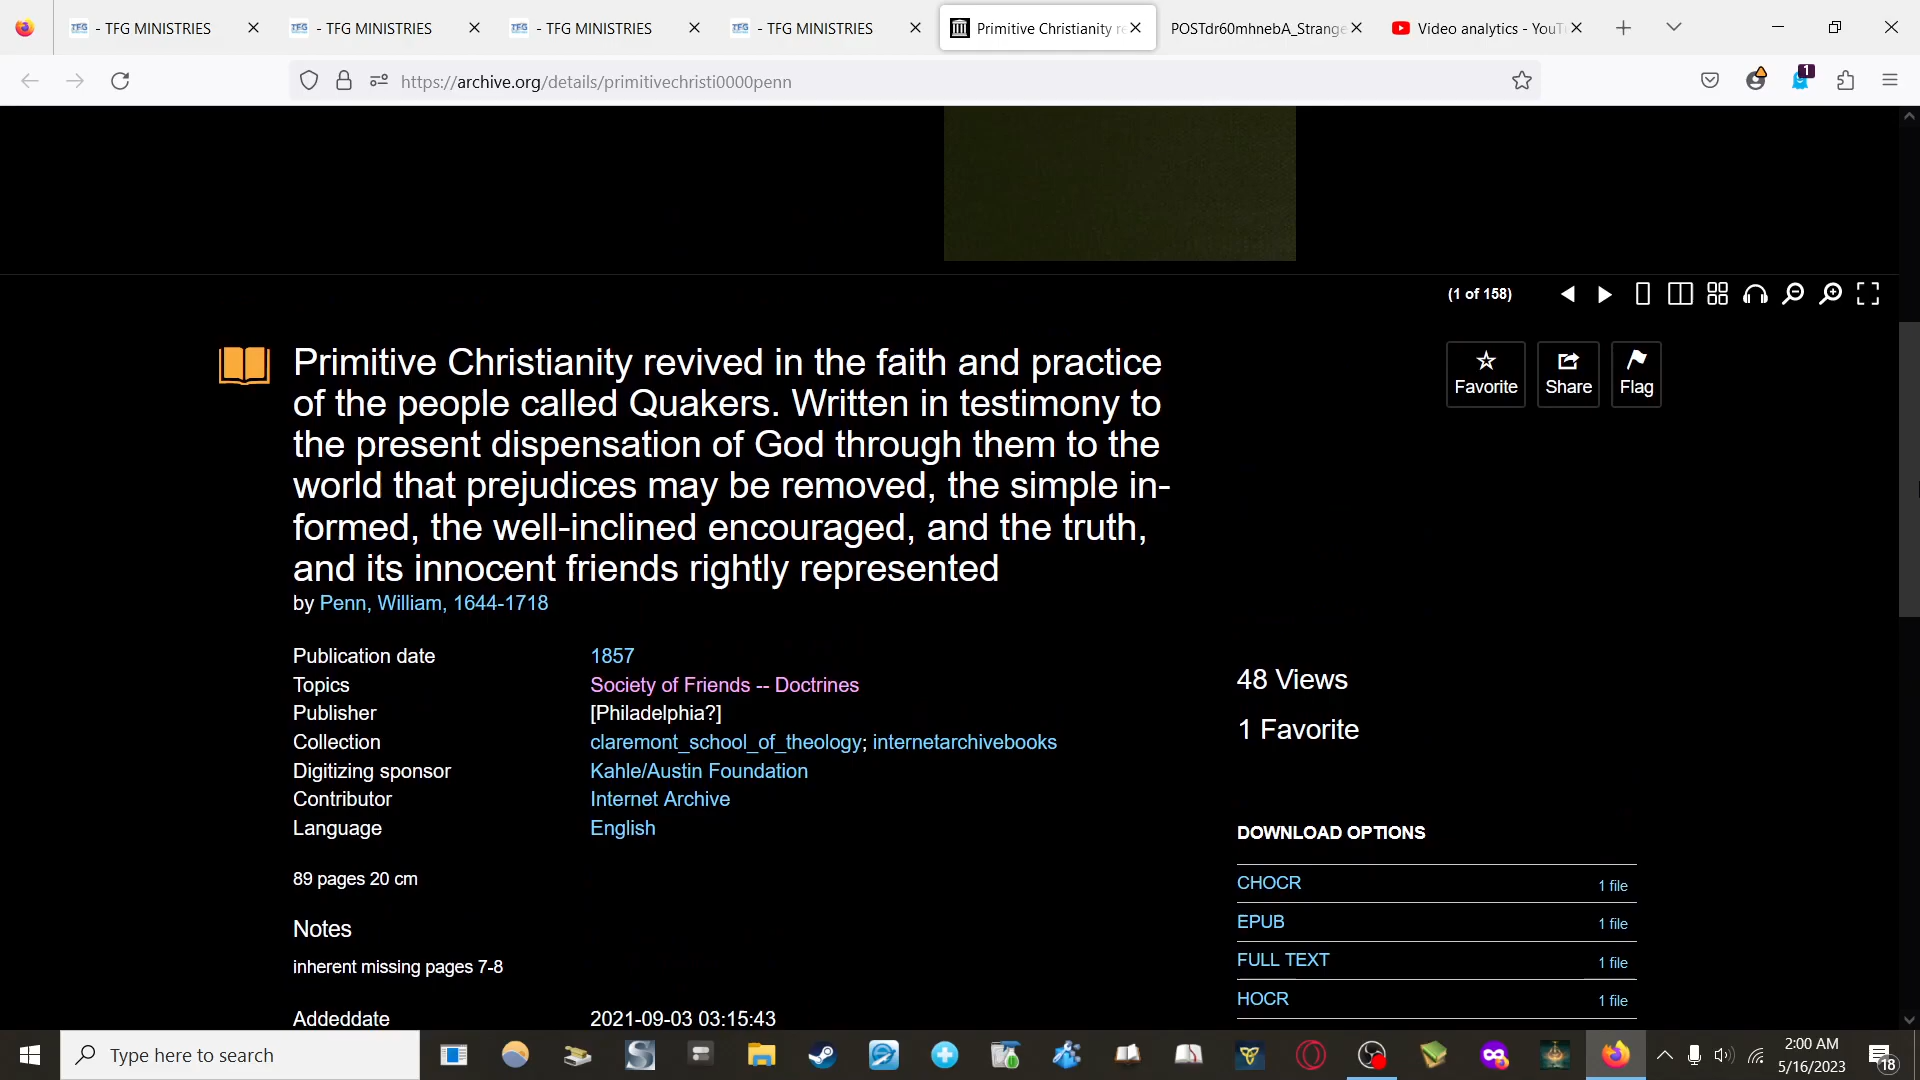 - TFG MINISTRIES
- TFG MINISTRIES
- TFG MINISTRIES
- TFG MINISTRIES
Primitive Christianity re
POSTdr60mhnebA_Strange
Video analytics - YouT
https://archive.org/details/primitivechristi0000penn
1
(1 of 158)
Primitive Christianity revived in the faith and practice
of the people called Quakers. Written in testimony to
the present dispensation of God through them to the
world that prejudices may be removed, the simple in-
formed, the well-inclined encouraged, and the truth,
and its innocent friends rightly represented
by Penn, William, 1644-1718
Favorite
Share
Flag
Publication date 1857
Topics Society of Friends -- Doctrines
Publisher [Philadelphia?]
Collection claremont_school_of_theology; internetarchivebooks
Digitizing sponsor Kahle/Austin Foundation
Contributor Internet Archive
Language English
89 pages 20 cm
Notes
inherent missing pages 7-8
Addeddate 2021-09-03 03:15:43
48 Views
1 Favorite
DOWNLOAD OPTIONS
CHOCR 1 file
EPUB 1 file
FULL TEXT 1 file
HOCR 1 file
Type here to search
2:00 AM
5/16/2023
18